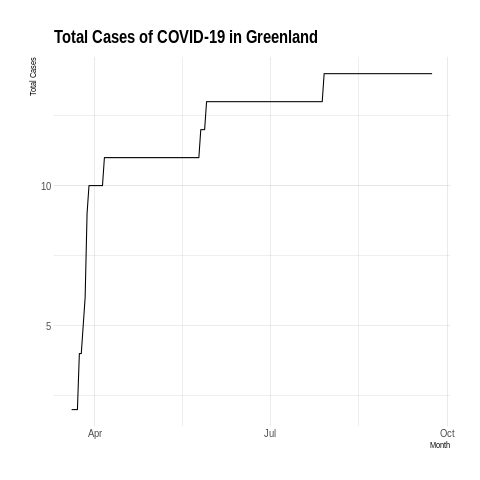 Total Cases of COVID-19 in Greenland
Total Cases
10
5
Apr
Jul
Oct
Month